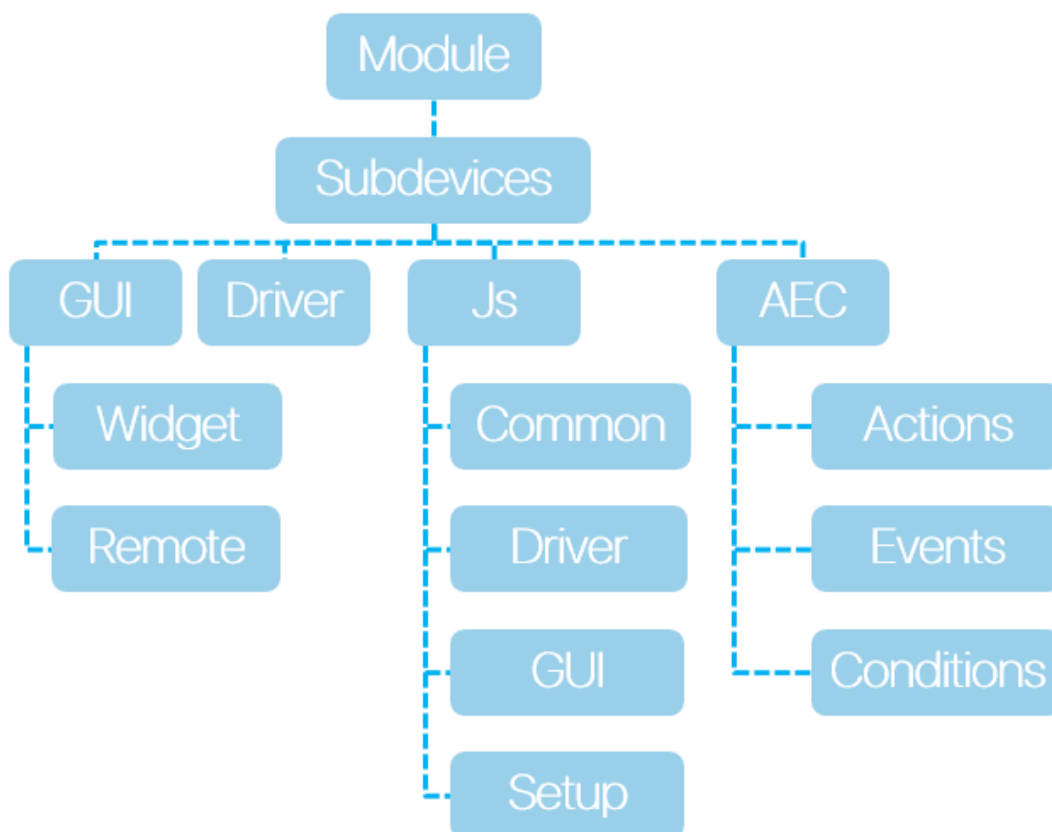 Module
Subdevices
GUI
Driver
Js
AEC
Widget
Common
Actions
Remote
Driver
Events
GUI
Conditions
Setup